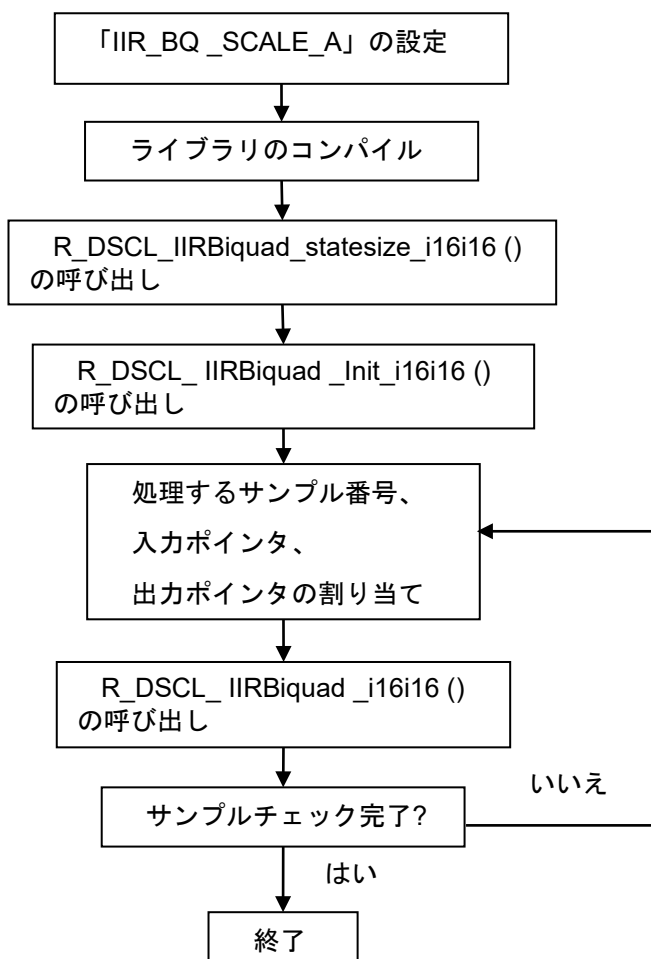 「IIR_BQ _SCALE_A」の設定
ライブラリのコンパイル
R_DSCL_IIRBiquad_statesize_i16i16 ()
の呼び出し
R_DSCL_ IIRBiquad _Init_i16i16 ()
の呼び出し
処理するサンプル番号、
入力ポインタ、
出力ポインタの割り当て
R_DSCL_ IIRBiquad _i16i16 ()
の呼び出し
いいえ
サンプルチェック完了?
はい
終了